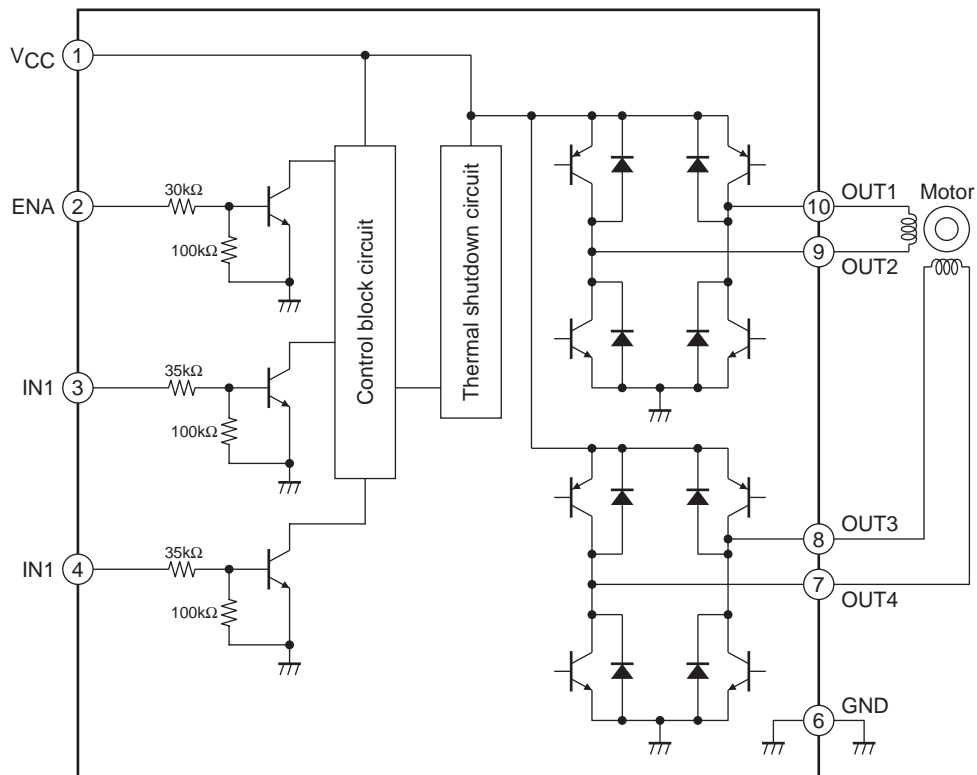 VCC 1
ENA 2
30kΩ
100kΩ
IN1 3
35kΩ
100kΩ
IN1 4
35kΩ
100kΩ
Control block circuit
Thermal shutdown circuit
10 OUT1
Motor
9 OUT2
8 OUT3
7 OUT4
6 GND